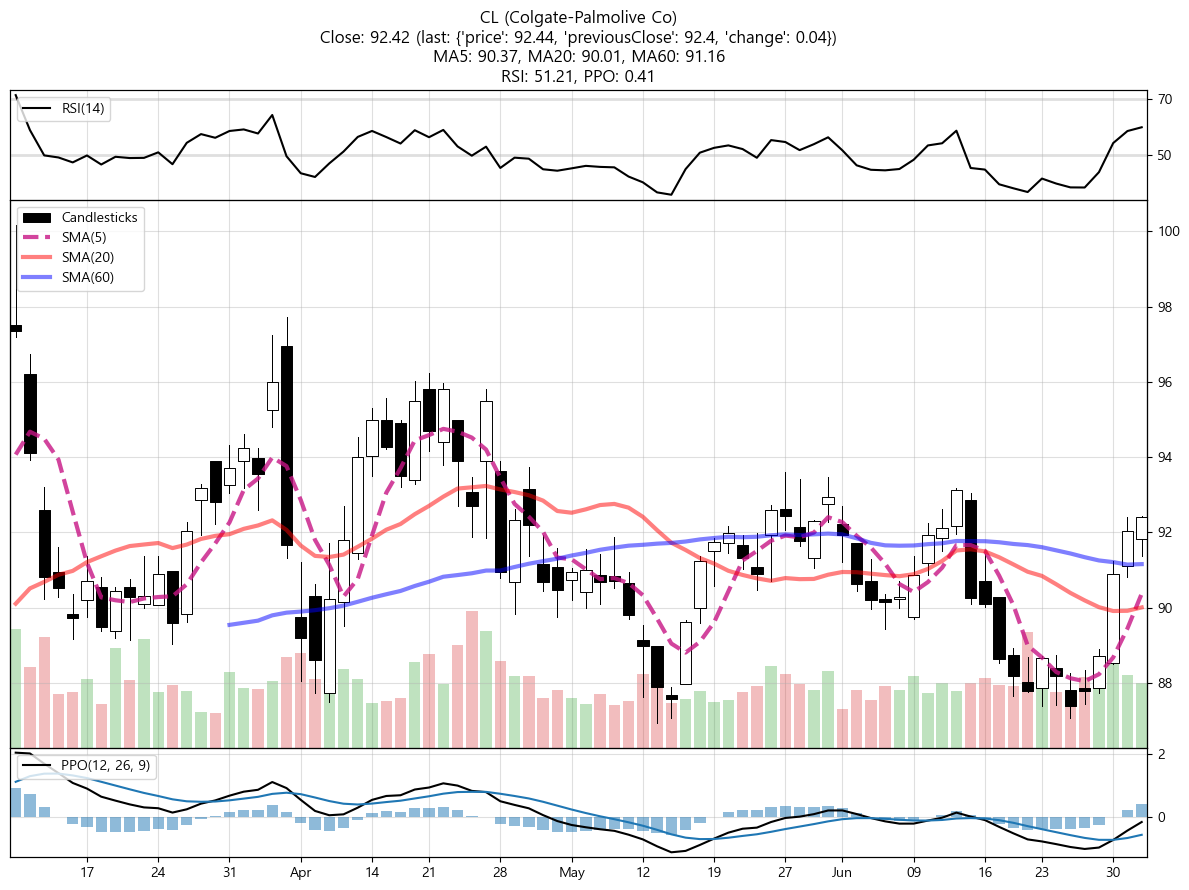 CL (Colgate-Palmolive Co)
Close: 92.42 (last: {'price': 92.44, 'previousClose': 92.4, 'change': 0.04})
MA5: 90.37, MA20: 90.01, MA60: 91.16
RSI: 51.21, PPO: 0.41
RSI(14)
70
50
Candlesticks
SMA(5)
SMA(20)
SMA(60)
100
98
96
94
92
90
88
PPO(12, 26, 9)
2
0
17 24 31 Apr 14 21 28 May 12 19 27 Jun 09 16 23 30